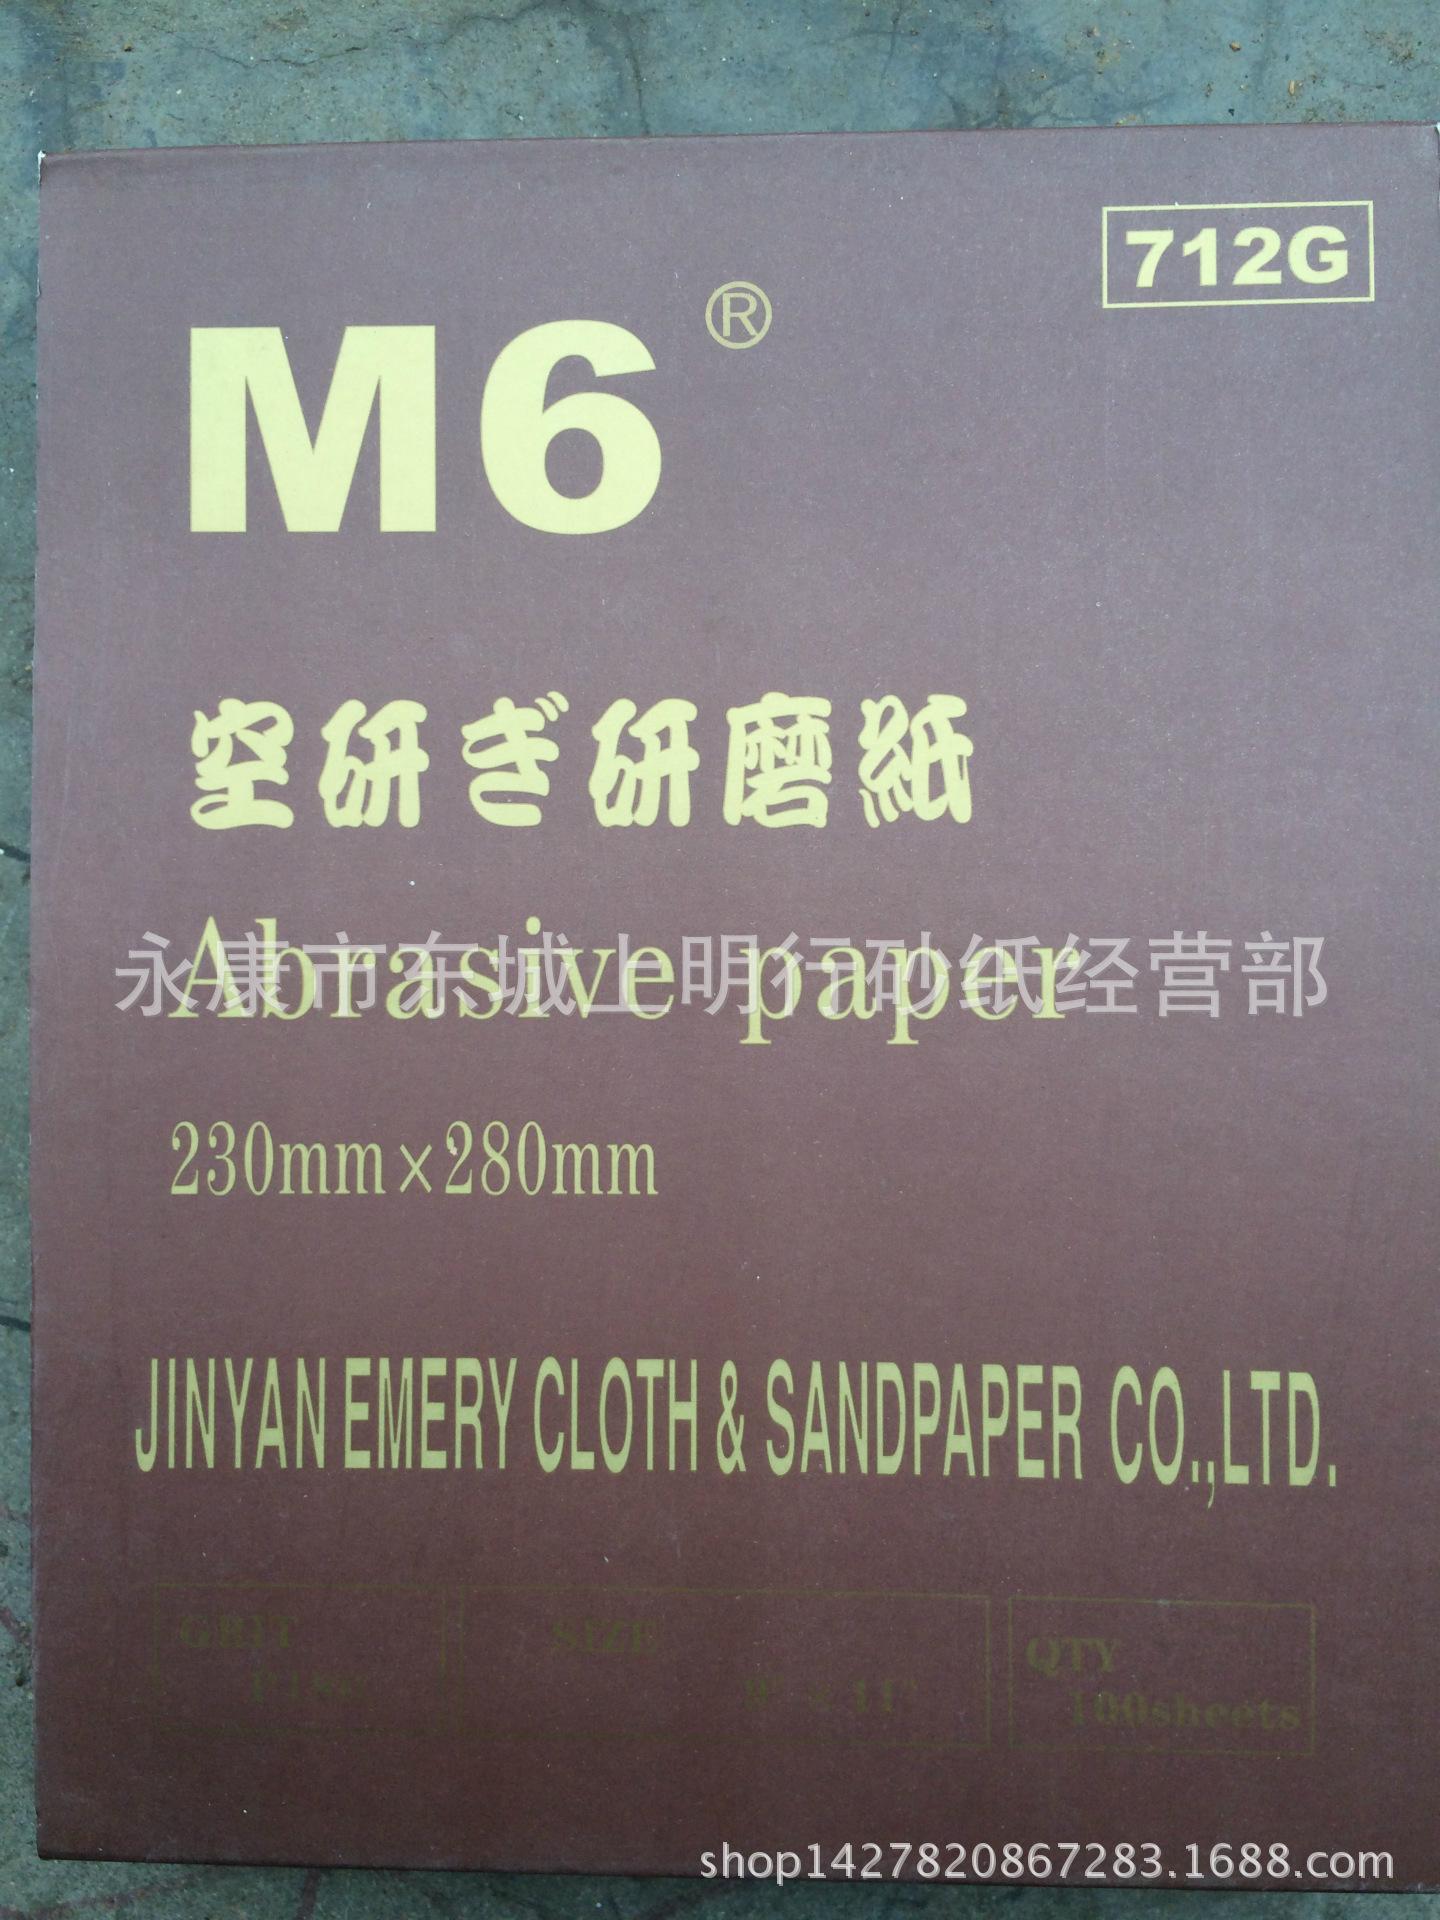 712G
M6®
空研ぎ研磨紙
Abrasive paper
永康市东城上明行砂纸经营部
230mm×280mm
JINYAN EMERY CLOTH & SANDPAPER CO.,LTD.
GRIT SIZE QTY
9" x 11" 100sheets
shop1427820867283.1688.com